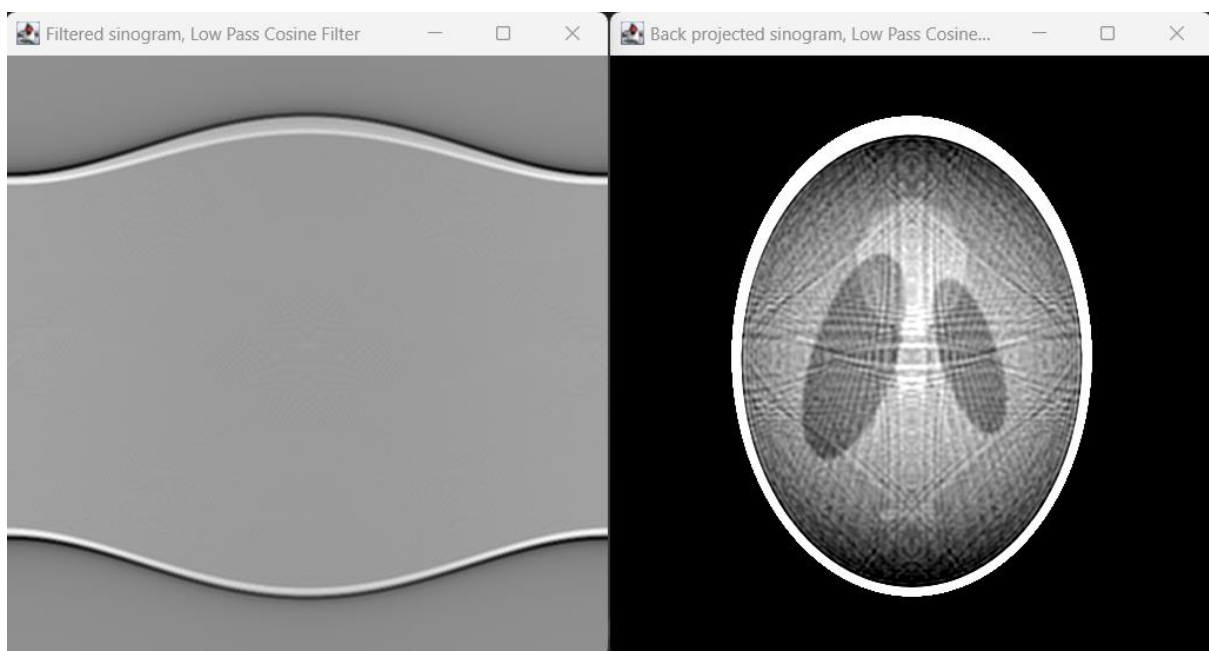 Filtered sinogram, Low Pass Cosine Filter
Back projected sinogram, Low Pass Cosine...